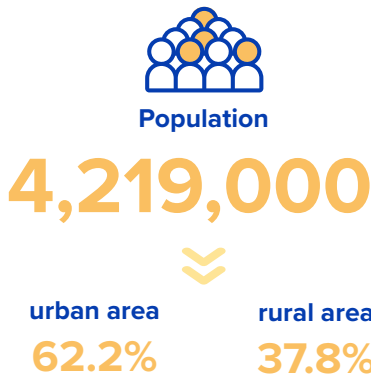 Population
4,219,000
urban area
rural area
62.2%
37.8%